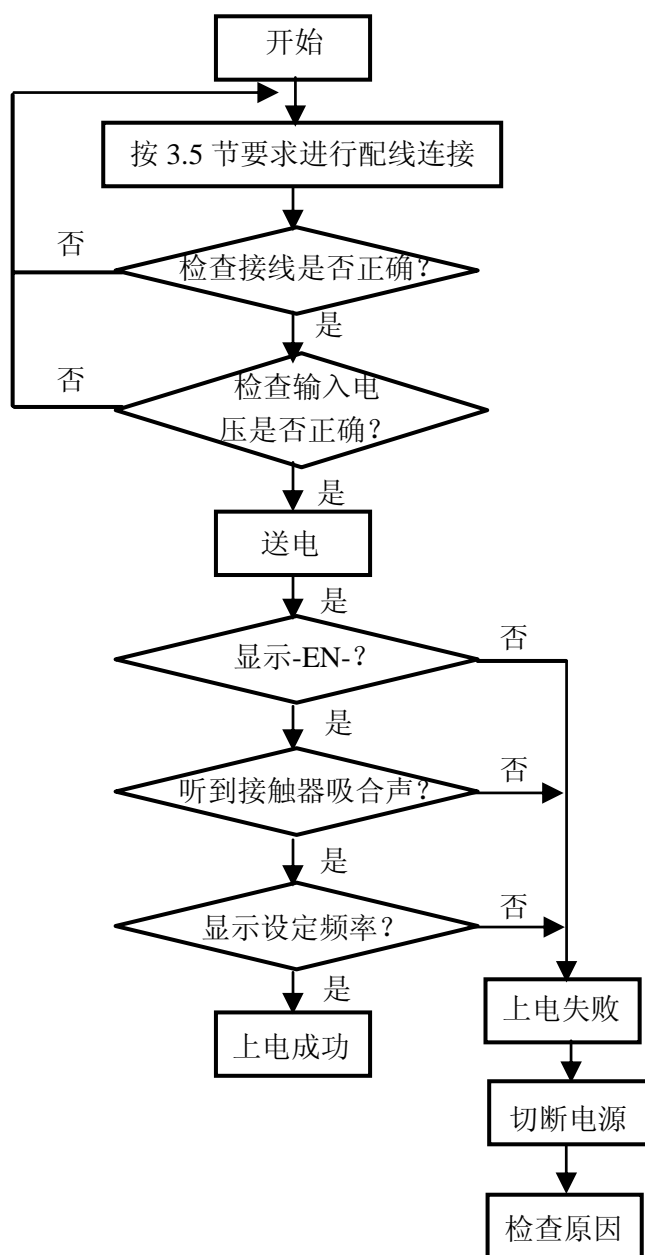 开始
按 3.5 节要求进行配线连接
否
检查接线是否正确？
是
否
检查输入电
压是否正确？
是
送电
是
显示-EN-？
否
是
听到接触器吸合声？
否
是
显示设定频率？
否
是
上电成功
上电失败
切断电源
检查原因